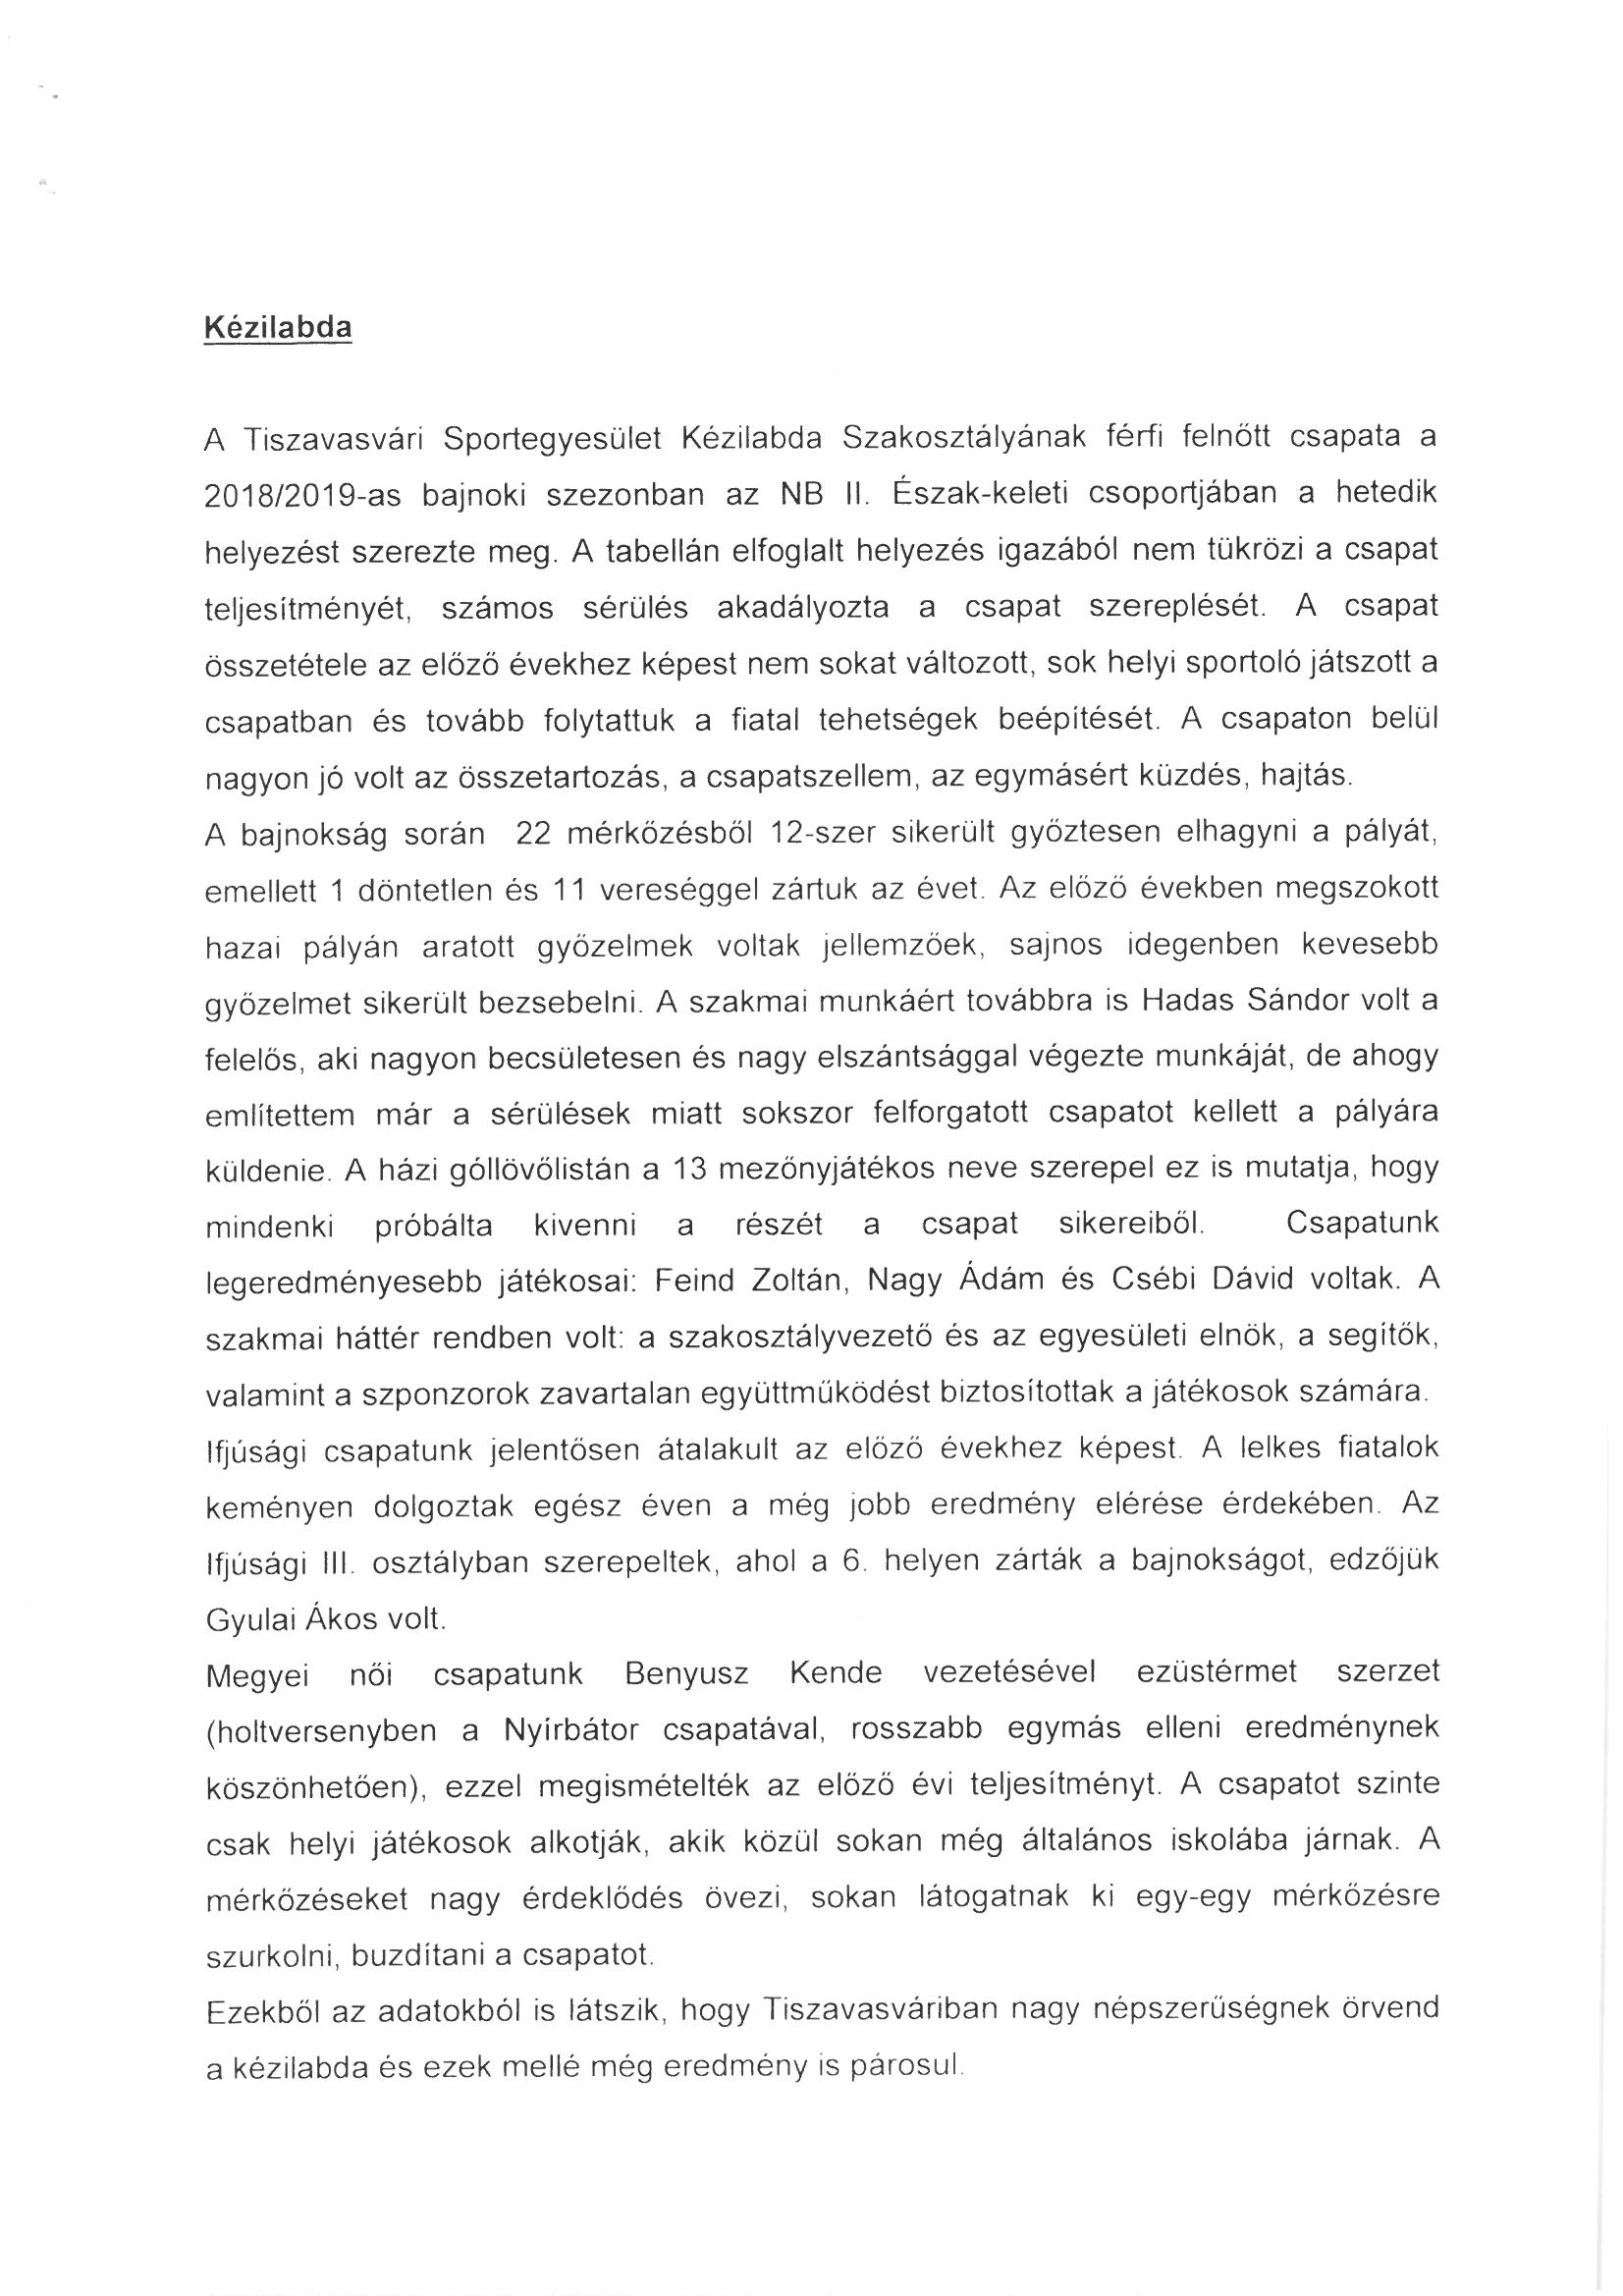 Kézilabda
A Tiszavasvári Sportegyesület Kézilabda Szakosztályának férfi felnőtt csapata a
2018/2019-as bajnoki szezonban az NB II. Észak-keleti csoportjában a hetedik
helyezést szerezte meg. A tabellán elfoglalt helyezés igazából nem tükrözi a csapat
teljesítményét, számos sérülés akadályozta a csapat szereplését. A csapat
összetétele az előző évekhez képest nem sokat változott, sok helyi sportoló játszott a
csapatban és tovább folytattuk a fiatal tehetségek beépítését. A csapaton belül
nagyon jó volt az összetartozás, a csapatszellem, az egymásért küzdés, hajtás.
A bajnokság során 22 mérkőzésből 12-szer sikerült győztesen elhagyni a pályát,
emellett 1 döntetlen és 11 vereséggel zártuk az évet. Az előző években megszokott
hazai pályán aratott győzelmek voltak jellemzőek, sajnos idegenben kevesebb
győzelmet sikerült bezsebelni. A szakmai munkáért továbbra is Hadas Sándor volt a
felelős, aki nagyon becsületesen és nagy elszántsággal végezte munkáját, de ahogy
említettem már a sérülések miatt sokszor felforgatott csapatot kellett a pályára
küldenie. A házi góllövőlistán a 13 mezőnyjátékos neve szerepel ez is mutatja, hogy
mindenki próbálta kivenni a részét a csapat sikereiből. Csapatunk
legeredményesebb játékosai: Feind Zoltán, Nagy Ádám és Csébi Dávid voltak. A
szakmai háttér rendben volt: a szakosztályvezető és az egyesületi elnök, a segítők,
valamint a szponzorok zavartalan együttműködést biztosítottak a játékosok számára.
Ifjúsági csapatunk jelentősen átalakult az előző évekhez képest. A lelkes fiatalok
keményen dolgoztak egész éven a még jobb eredmény elérése érdekében. Az
Ifjúsági III. osztályban szerepeltek, ahol a 6. helyen zárták a bajnokságot, edzőjük
Gyulai Ákos volt.
Megyei női csapatunk Benyusz Kende vezetésével ezüstérmet szerzet
(holtversenyben a Nyírbátor csapatával, rosszabb egymás elleni eredménynek
köszönhetően), ezzel megismételték az előző évi teljesítményt. A csapatot szinte
csak helyi játékosok alkotják, akik közül sokan még általános iskolába járnak. A
mérkőzéseket nagy érdeklődés övezi, sokan látogatnak ki egy-egy mérkőzésre
szurkolni, buzdítani a csapatot.
Ezekből az adatokból is látszik, hogy Tiszavasváriban nagy népszerűségnek örvend
a kézilabda és ezek mellé még eredmény is párosul.